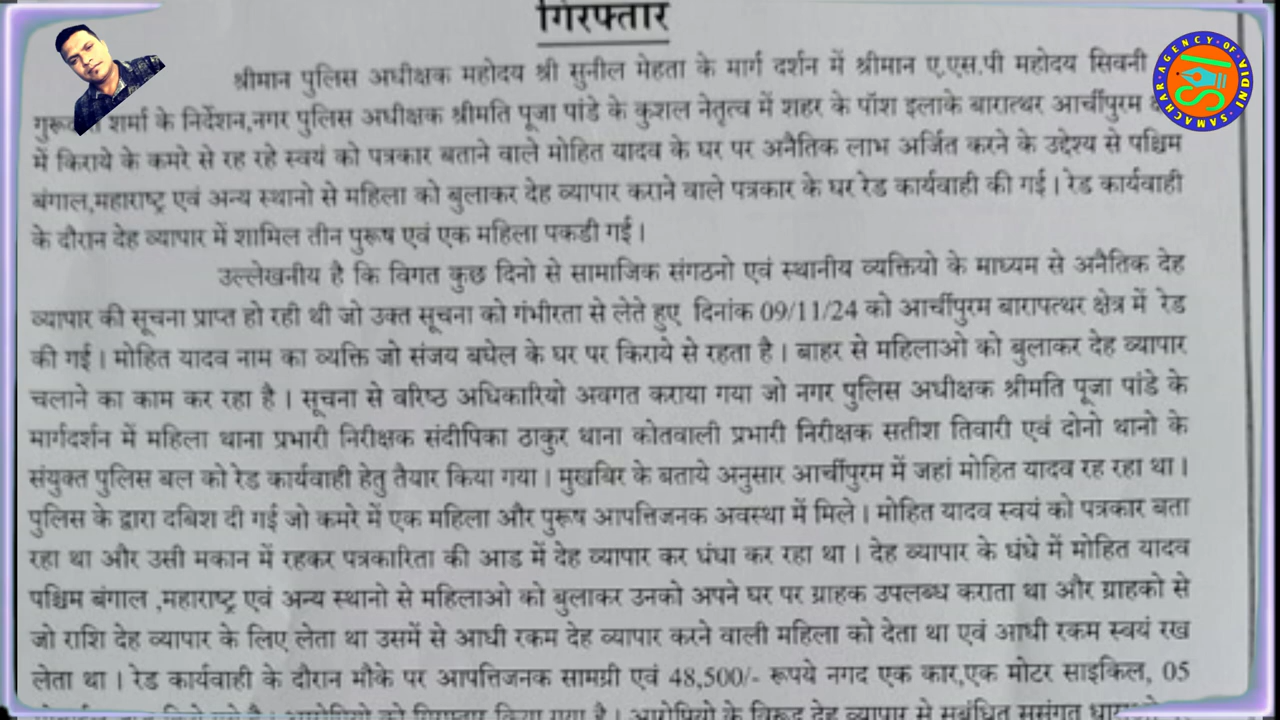 गिरफ्तार
श्रीमान पुलिस अधीक्षक महोदय श्री सुनील मेहता के मार्ग दर्शन में श्रीमान ए.एस.पी महोदय सिवनी
शर्मा के निर्देशन,नगर पुलिस अधीक्षक श्रीमति पूजा पांडे के कुशल नेतृत्व में शहर के पॉश इलाके बारात्थर आर्चीपुरम
में किराये के कमरे से रह रहे स्वयं को पत्रकार बताने वाले मोहित यादव के घर पर अनैतिक लाभ अर्जित करने के उद्देश्य से पश्चिम
बंगाल,महाराष्ट्र एवं अन्य स्थानो से महिला को बुलाकर देह व्यापार कराने वाले पत्रकार के घर रेड कार्यवाही की गई। रेड कार्यवाही
के दौरान देह व्यापार में शामिल तीन पुरूष एवं एक महिला पकडी गई।
उल्लेखनीय है कि विगत कुछ दिनो से सामाजिक संगठनो एवं स्थानीय व्यक्तियो के माध्यम से अनैतिक देह
व्यापार की सूचना प्राप्त हो रही थी जो उक्त सूचना को गंभीरता से लेते हुए दिनांक 09/11/24 को आर्चीपुरम बारापत्थर क्षेत्र में रेड
की गई। मोहित यादव नाम का व्यक्ति जो संजय बघेल के घर पर किराये से रहता है। बाहर से महिलाओ को बुलाकर देह व्यापार
चलाने का काम कर रहा है। सूचना से वरिष्ठ अधिकारियो अवगत कराया गया जो नगर पुलिस अधीक्षक श्रीमति पूजा पांडे के
मार्गदर्शन में महिला थाना प्रभारी निरीक्षक संदीपिका ठाकुर थाना कोतवाली प्रभारी निरीक्षक सतीश तिवारी एवं दोनो थानो के
संयुक्त पुलिस बल को रेड कार्यवाही हेतु तैयार किया गया। मुखबिर के बताये अनुसार आर्चीपुरम में जहां मोहित यादव रह रहा था।
पुलिस के द्वारा दबिश दी गई जो कमरे में एक महिला और पुरूष आपत्तिजनक अवस्था में मिले। मोहित यादव स्वयं को पत्रकार बता
रहा था और उसी मकान में रहकर पत्रकारिता की आड में देह व्यापार कर धंधा कर रहा था। देह व्यापार के धंधे में मोहित यादव
पश्चिम बंगाल ,महाराष्ट्र एवं अन्य स्थानो से महिलाओ को बुलाकर उनको अपने घर पर ग्राहक उपलब्ध कराता था और ग्राहको से
जो राशि देह व्यापार के लिए लेता था उसमें से आधी रकम देह व्यापार करने वाली महिला को देता था एवं आधी रकम स्वयं रख
लेता था। रेड कार्यवाही के दौरान मौके पर आपत्तिजनक सामग्री एवं 48,500/- रूपये नगद एक कार,एक मोटर साइकिल, 05
AGENCY OF VIDNI SAMACHAR